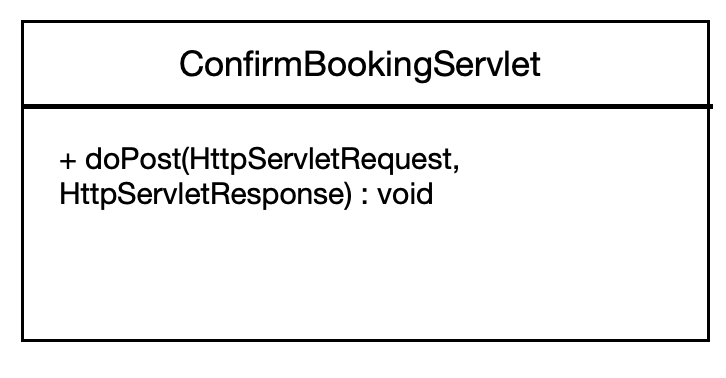 ConfirmBookingServlet
+ doPost(HttpServletRequest,
HttpServletResponse) : void